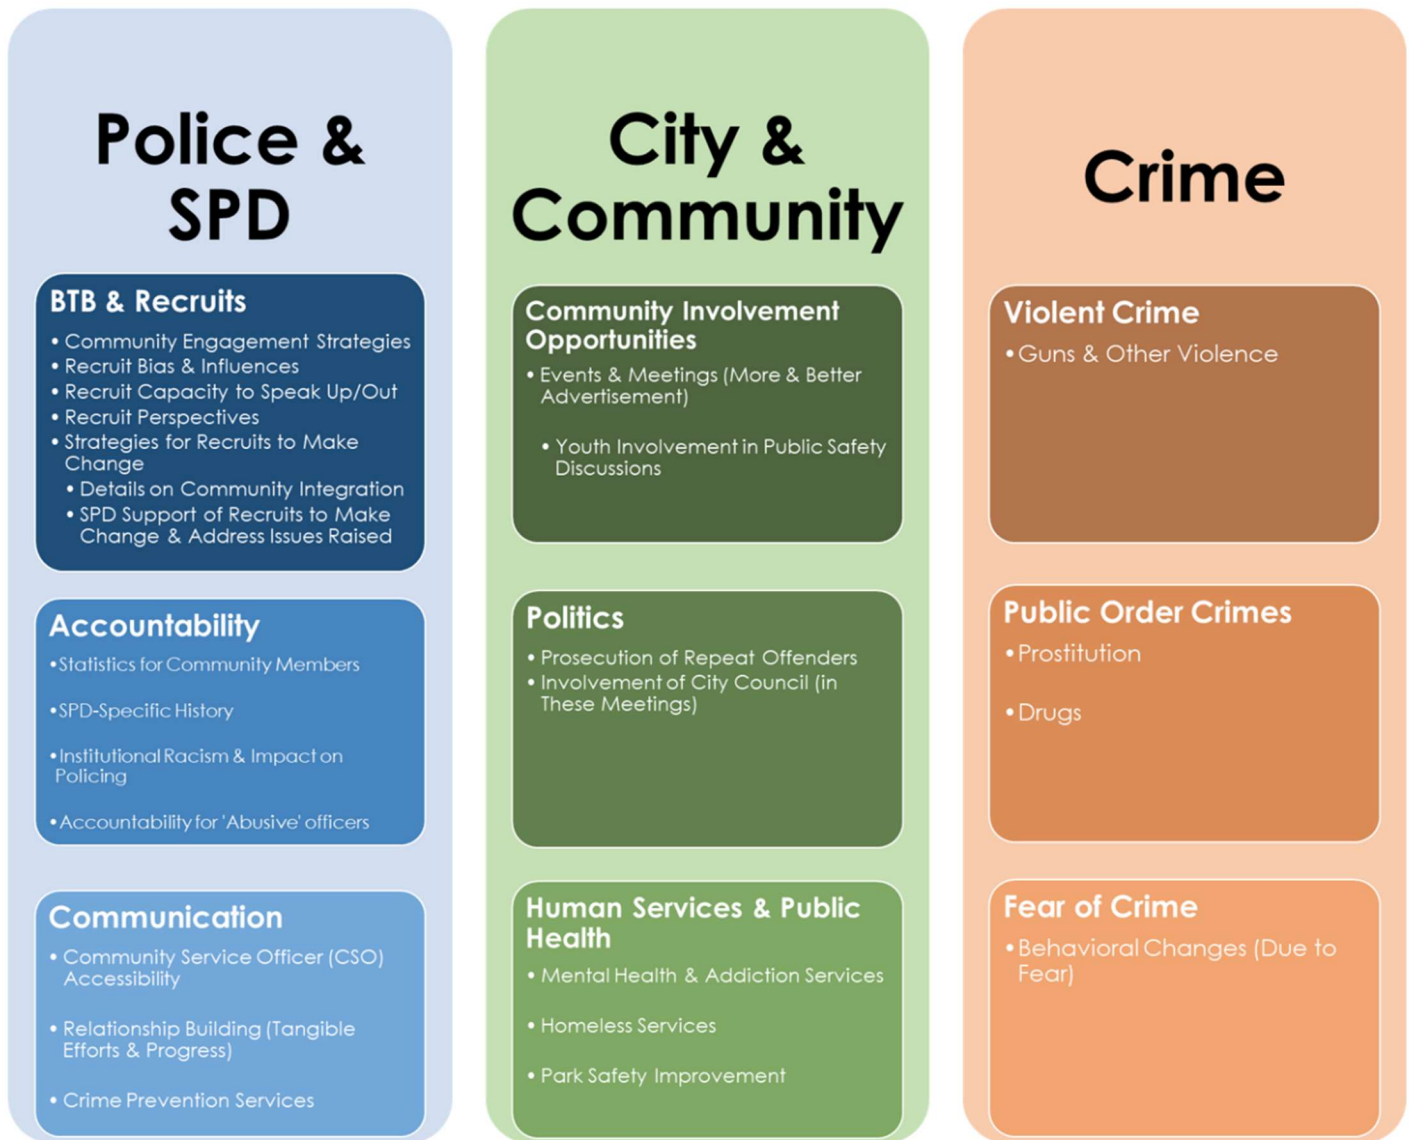 Police &
SPD
BTB & Recruits
• Community Engagement Strategies
• Recruit Bias & Influences
• Recruit Capacity to Speak Up/Out
• Recruit Perspectives
• Strategies for Recruits to Make
Change
• Details on Community Integration
• SPD Support of Recruits to Make
Change & Address Issues Raised
Accountability
• Statistics for Community Members
• SPD-Specific History
• Institutional Racism & Impact on
Policing
• Accountability for 'Abusive' officers
Communication
• Community Service Officer (CSO)
Accessibility
• Relationship Building (Tangible
Efforts & Progress)
• Crime Prevention Services
City &
Community
Community Involvement
Opportunities
• Events & Meetings (More & Better
Advertisement)
• Youth Involvement in Public Safety
Discussions
Politics
• Prosecution of Repeat Offenders
• Involvement of City Council (in
These Meetings)
Human Services & Public
Health
• Mental Health & Addiction Services
• Homeless Services
• Park Safety Improvement
Crime
Violent Crime
• Guns & Other Violence
Public Order Crimes
• Prostitution
• Drugs
Fear of Crime
• Behavioral Changes (Due to
Fear)